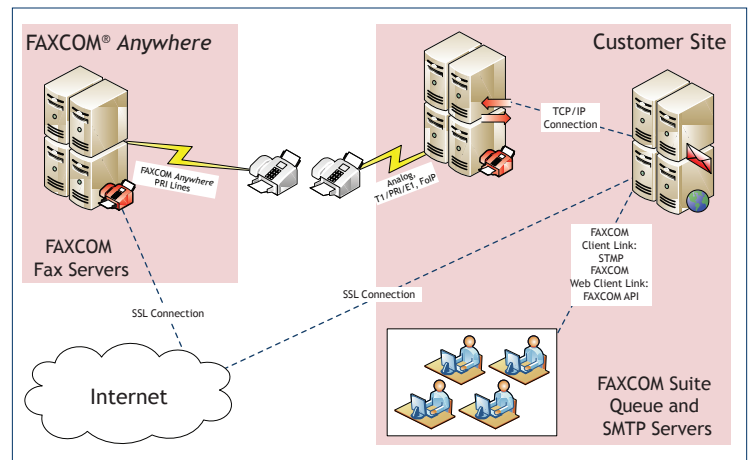 FAXCOM® Anywhere
Customer Site
TCP/IP
Connection
FAXCOM Anywhere
PRI Lines
Analog,
T1/PRI/E1, FoIP
FAXCOM
Fax Servers
FAXCOM
Client Link:
STMP
FAXCOM
Web Client Link:
FAXCOM API
SSL Connection
SSL Connection
Internet
FAXCOM Suite
Queue and
SMTP Servers